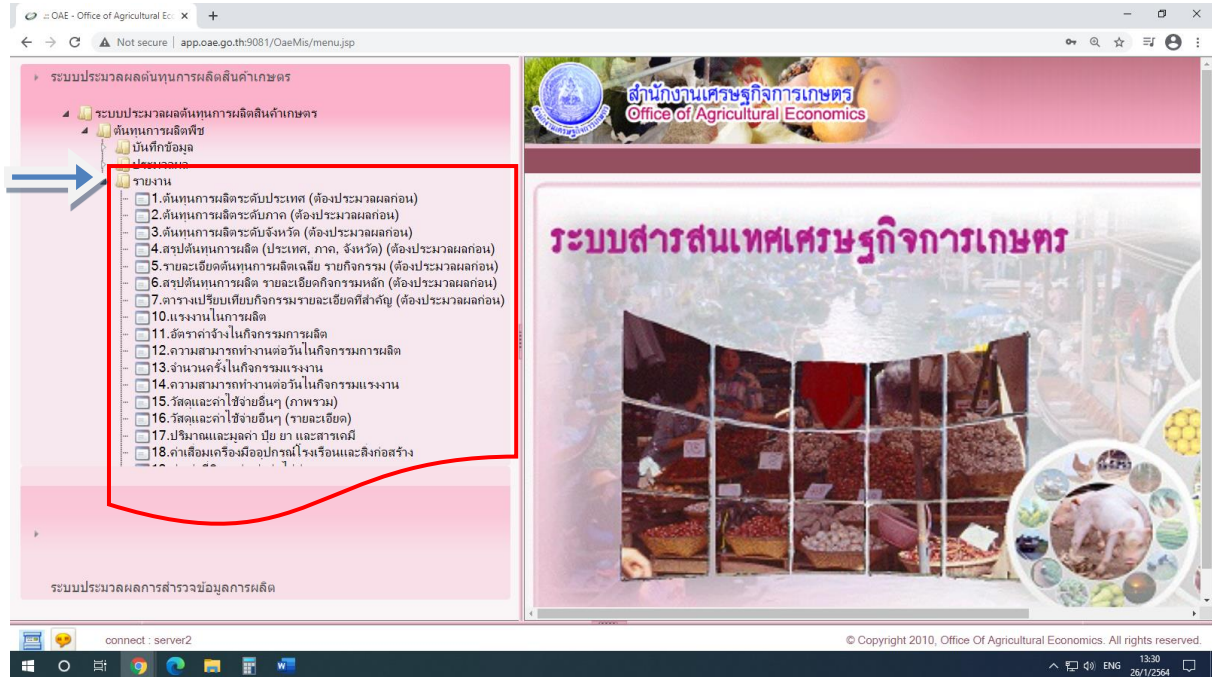 .:: OAE - Office of Agricultural Ec
Not secure | app.oae.go.th:9081/OaeMis/menu.jsp
ระบบประมวลผลต้นทุนการผลิตสินค้าเกษตร
ระบบประมวลผลต้นทุนการผลิตสินค้าเกษตร
ต้นทุนการผลิตพืช
บันทึกข้อมูล
ประมวลผล
รายงาน
1.ต้นทุนการผลิตระดับประเทศ (ต้องประมวลผลก่อน)
2.ต้นทุนการผลิตระดับภาค (ต้องประมวลผลก่อน)
3.ต้นทุนการผลิตระดับจังหวัด (ต้องประมวลผลก่อน)
4.สรุปต้นทุนการผลิต (ประเทศ, ภาค, จังหวัด) (ต้องประมวลผลก่อน)
5.รายละเอียดต้นทุนการผลิตเฉลี่ย รายกิจกรรม (ต้องประมวลผลก่อน)
6.สรุปต้นทุนการผลิต รายละเอียดกิจกรรมหลัก (ต้องประมวลผลก่อน)
7.ตารางเปรียบเทียบกิจกรรมรายละเอียดที่สำคัญ (ต้องประมวลผลก่อน)
10.แรงงานในการผลิต
11.อัตราค่าจ้างในกิจกรรมการผลิต
12.ความสามารถทำงานต่อวันในกิจกรรมการผลิต
13.จำนวนครั้งในกิจกรรมแรงงาน
14.ความสามารถทำงานต่อวันในกิจกรรมแรงงาน
15.วัสดุและค่าใช้จ่ายอื่นๆ (ภาพรวม)
16.วัสดุและค่าใช้จ่ายอื่นๆ (รายละเอียด)
17.ปริมาณและมูลค่า ปุ๋ย ยา และสารเคมี
18.ค่าเสื่อมเครื่องมืออุปกรณ์โรงเรือนและสิ่งก่อสร้าง
ระบบประมวลผลการสำรวจข้อมูลการผลิต
สำนักงานเศรษฐกิจการเกษตร
Office of Agricultural Economics
ระบบสารสนเทศเศรษฐกิจการเกษตร
connect : server2
© Copyright 2010, Office Of Agricultural Economics. All rights reserved.
ENG
13:30
26/1/2564